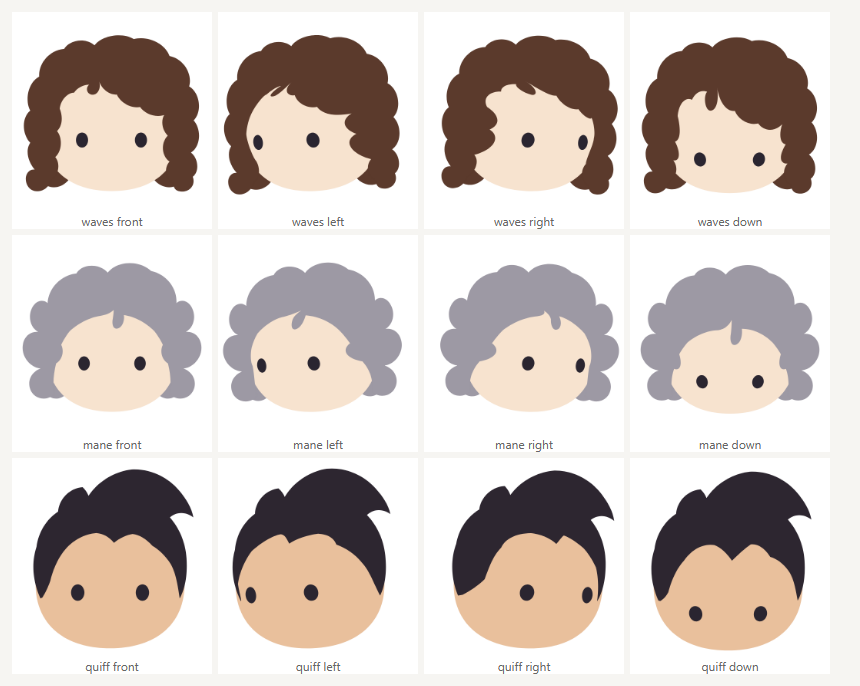 waves front
waves left
waves right
waves down
mane front
mane left
mane right
mane down
quiff front
quiff left
quiff right
quiff down